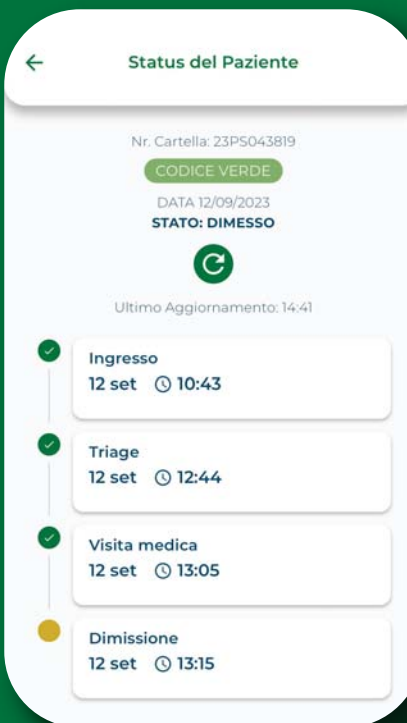 Status del Paziente
Nr. Cartella: 23PS043819
CODICE VERDE
DATA 12/09/2023
STATO: DIMESSO
Ultimo Aggiornamento: 14:41
Ingresso
12 set 10:43
Triage
12 set 12:44
Visita medica
12 set 13:05
Dimissione
12 set 13:15